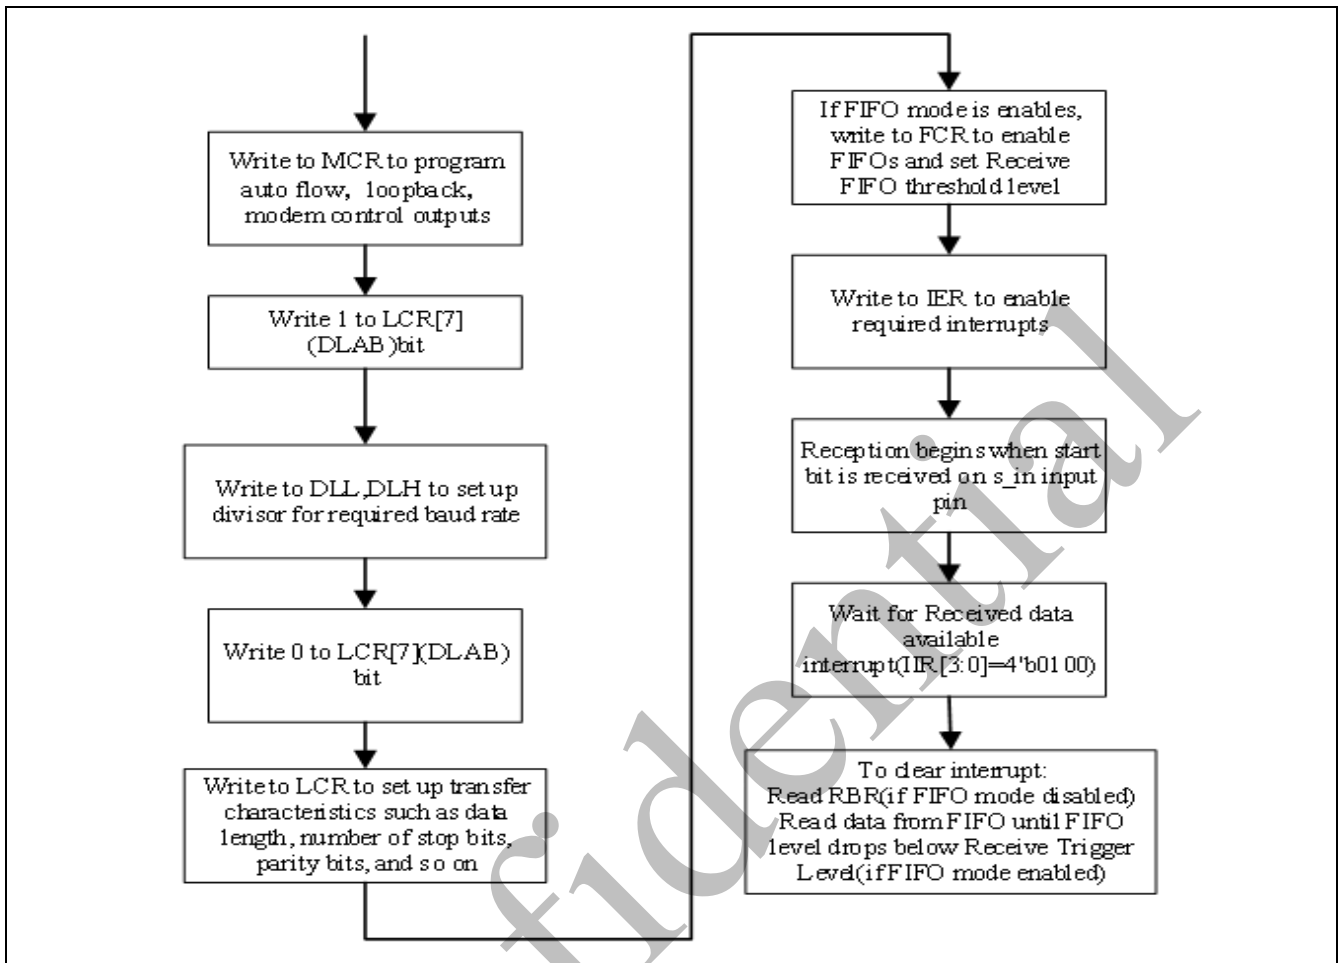 Write to MCR to program
auto flow, loopback,
modem control outputs
Write 1 to LCR[7]
(DLAB)bit
Write to DLL,DLH to set up
divisor for required baud rate
Write 0 to LCR[7](DLAB)
bit
Write to LCR to set up transfer
characteristics such as data
length, number of stop bits,
parity bits, and so on
If FIFO mode is enables,
write to FCR to enable
FIFOs and set Receive
FIFO threshold level
Write to IER to enable
required interrupts
Reception begins when start
bit is received on s_in input
pin
Wait for Received data
available
interrupt(IIR[3:0]=4'b0100)
To clear interrupt:
Read RBR(if FIFO mode disabled)
Read data from FIFO until FIFO
level drops below Receive Trigger
Level(if FIFO mode enabled)
fidential